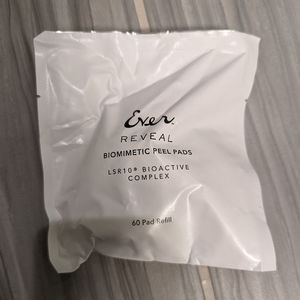 Ever.
REVEAL
BIOMIMETIC PEEL PADS
LSR10® BIOACTIVE
COMPLEX
60 Pad Refill